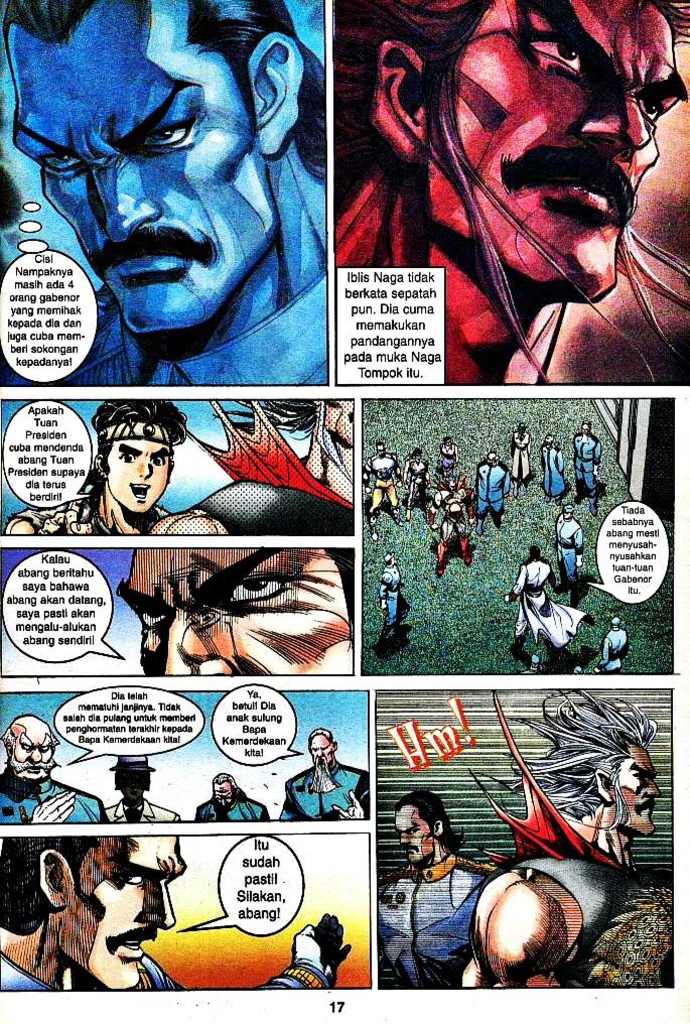 Cisl
Nampaknya
masih ada 4
orang gabenor
yang memihak
kepada dia dan
juga cuba mem-
beri sokongan
kepadanya!
Iblis Naga tidak
berkata sepatah
pun. Dia cuma
memakukan
pandangannya
pada muka Naga
Tompok itu.
Apakah
Tuan
Presiden
cuba mendenda
abang Tuan
Presiden supaya
dia terus
berdiri!
Tiada
sebabnya
abang mesti
menyusah-
nyusahkan
tuan-tuan
Gabenor
itu.
Kalau
abang beritahu
saya bahawa
abang akan datang,
saya pasti akan
mengalu-alukan
abang sendiri!
Dia telah
mematuhi janjinya. Tidak
salah dia pulang untuk memberi
penghormatan terakhir kepada
Bapa Kemerdekaan kita!
Ya,
betul! Dia
anak sulung
Bapa
Kemerdekaan
kita!
Hm!
Itu
sudah
pasti!
Silakan,
abang!
17